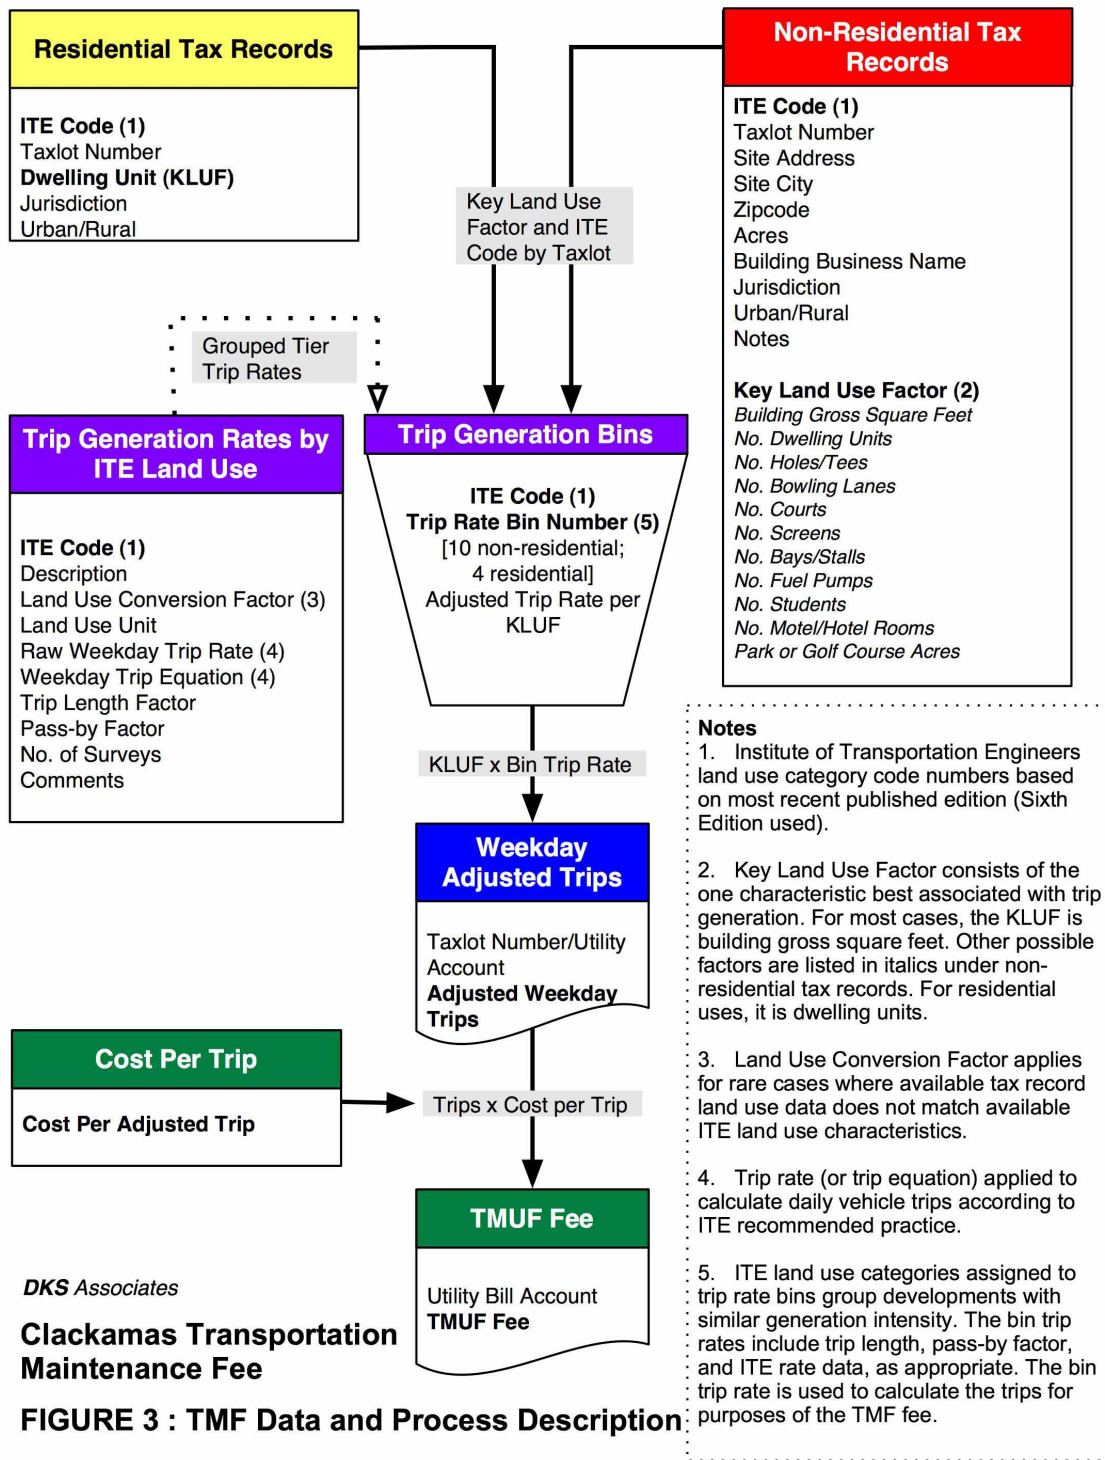 Residential Tax Records
ITE Code (1)
Taxlot Number
Dwelling Unit (KLUF)
Jurisdiction
Urban/Rural
Key Land Use
Factor and ITE
Code by Taxlot
Non-Residential Tax
Records
ITE Code (1)
Taxlot Number
Site Address
Site City
Zipcode
Acres
Building Business Name
Jurisdiction
Urban/Rural
Notes
Key Land Use Factor (2)
Building Gross Square Feet
No. Dwelling Units
No. Holes/Tees
No. Bowling Lanes
No. Courts
No. Screens
No. Bays/Stalls
No. Fuel Pumps
No. Students
No. Motel/Hotel Rooms
Park or Golf Course Acres
Grouped Tier
Trip Rates
Trip Generation Rates by
ITE Land Use
ITE Code (1)
Description
Land Use Conversion Factor (3)
Land Use Unit
Raw Weekday Trip Rate (4)
Weekday Trip Equation (4)
Trip Length Factor
Pass-by Factor
No. of Surveys
Comments
Trip Generation Bins
ITE Code (1)
Trip Rate Bin Number (5)
[10 non-residential;
4 residential]
Adjusted Trip Rate per
KLUF
KLUF x Bin Trip Rate
Weekday
Adjusted Trips
Taxlot Number/Utility
Account
Adjusted Weekday
Trips
Cost Per Trip
Cost Per Adjusted Trip
Trips x Cost per Trip
TMUF Fee
Utility Bill Account
TMUF Fee
Notes
1. Institute of Transportation Engineers
land use category code numbers based
on most recent published edition (Sixth
Edition used).
2. Key Land Use Factor consists of the
one characteristic best associated with trip
generation. For most cases, the KLUF is
building gross square feet. Other possible
factors are listed in italics under non-
residential tax records. For residential
uses, it is dwelling units.
3. Land Use Conversion Factor applies
for rare cases where available tax record
land use data does not match available
ITE land use characteristics.
4. Trip rate (or trip equation) applied to
calculate daily vehicle trips according to
ITE recommended practice.
5. ITE land use categories assigned to
trip rate bins group developments with
similar generation intensity. The bin trip
rates include trip length, pass-by factor,
and ITE rate data, as appropriate. The bin
trip rate is used to calculate the trips for
purposes of the TMF fee.
DKS Associates
Clackamas Transportation
Maintenance Fee
FIGURE 3 : TMF Data and Process Description